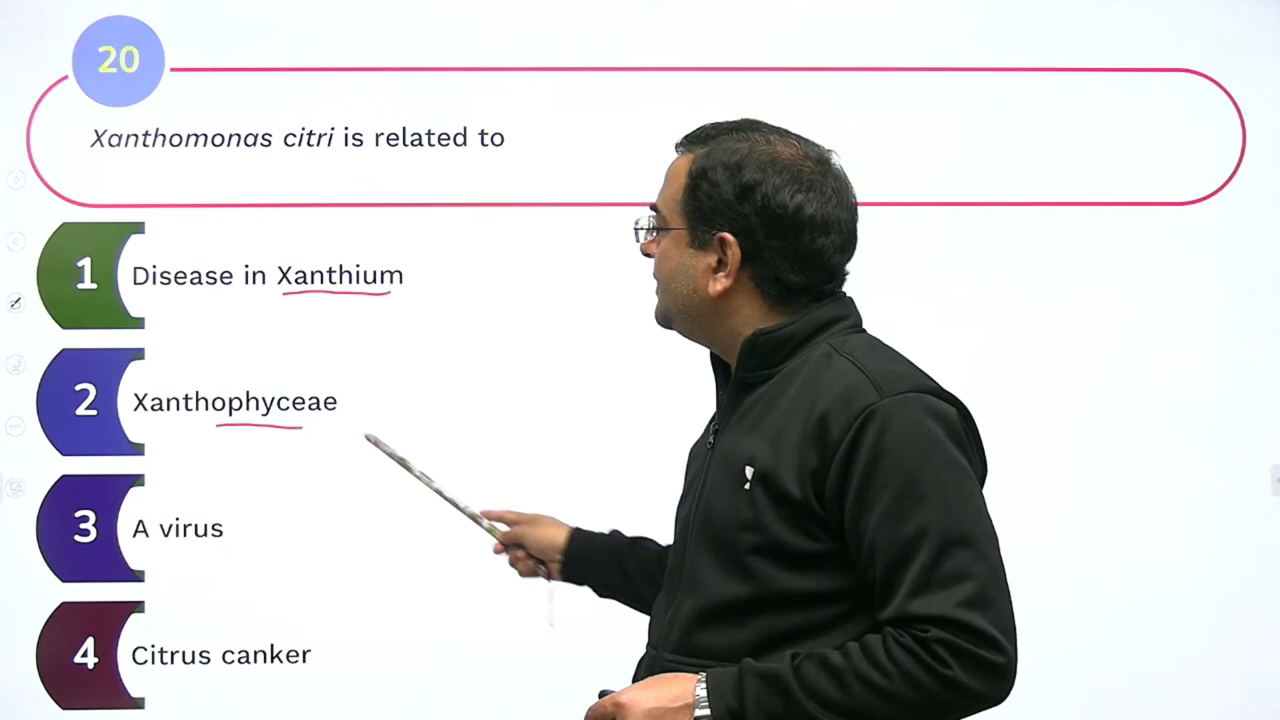 20
Xanthomonas citri is related to
1 Disease in Xanthium
2 Xanthophyceae
3 A virus
4 Citrus canker